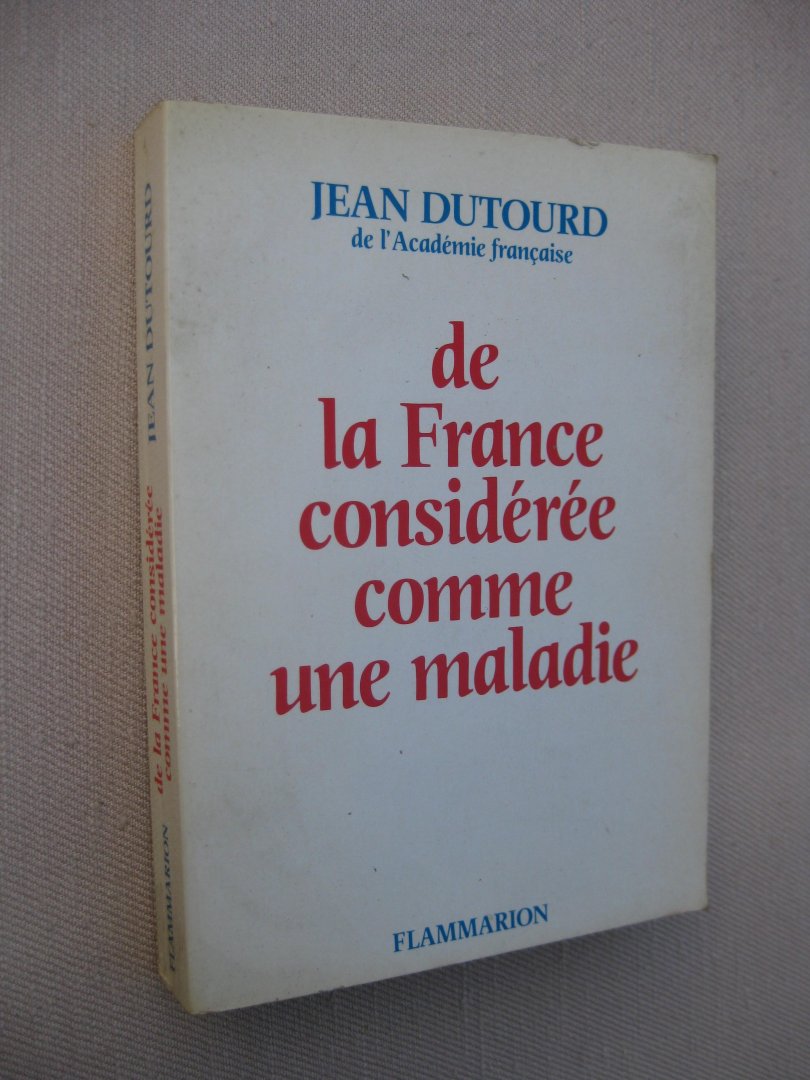 JEAN DUTOURD
de l'Académie française
de
la France
considérée
comme
une maladie
FLAMMARION
JEAN DUTOURD
de la France considérée
comme une maladie
FLAMMARION